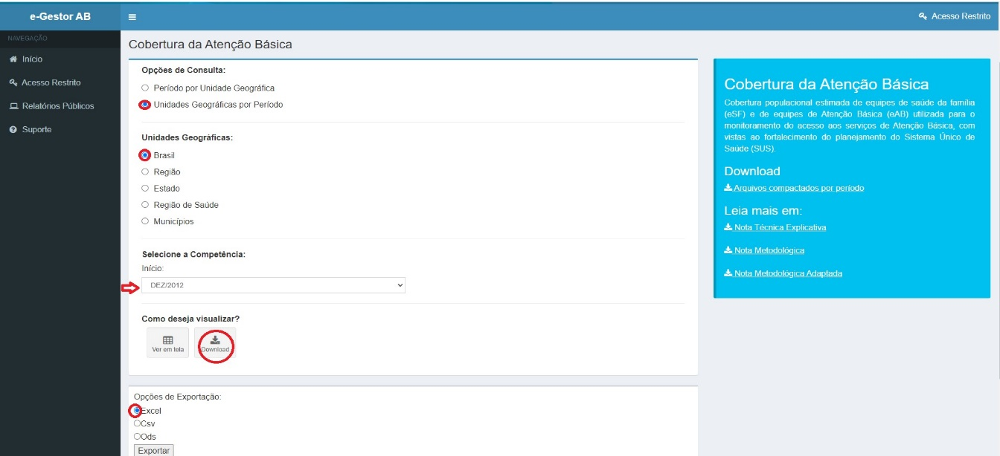 e-Gestor AB
Acesso Restrito
NAVEGAÇÃO
Início
Acesso Restrito
Relatórios Públicos
Suporte
Cobertura da Atenção Básica
Opções de Consulta:
Período por Unidade Geográfica
Unidades Geográficas por Período
Unidades Geográficas:
Brasil
Região
Estado
Região de Saúde
Municípios
Selecione a Competência:
Início:
DEZ/2012
Como deseja visualizar?
Ver em tela
Download
Opções de Exportação:
Excel
Csv
Ods
Exportar
Cobertura da Atenção Básica
Cobertura populacional estimada de equipes de saúde da família
(eSF) e de equipes de Atenção Básica (eAB) utilizada para o
monitoramento do acesso aos serviços de Atenção Básica, com
vistas ao fortalecimento do planejamento do Sistema Único de
Saúde (SUS).
Download
Arquivos compactados por período
Leia mais em:
Nota Técnica Explicativa
Nota Metodológica
Nota Metodológica Adaptada